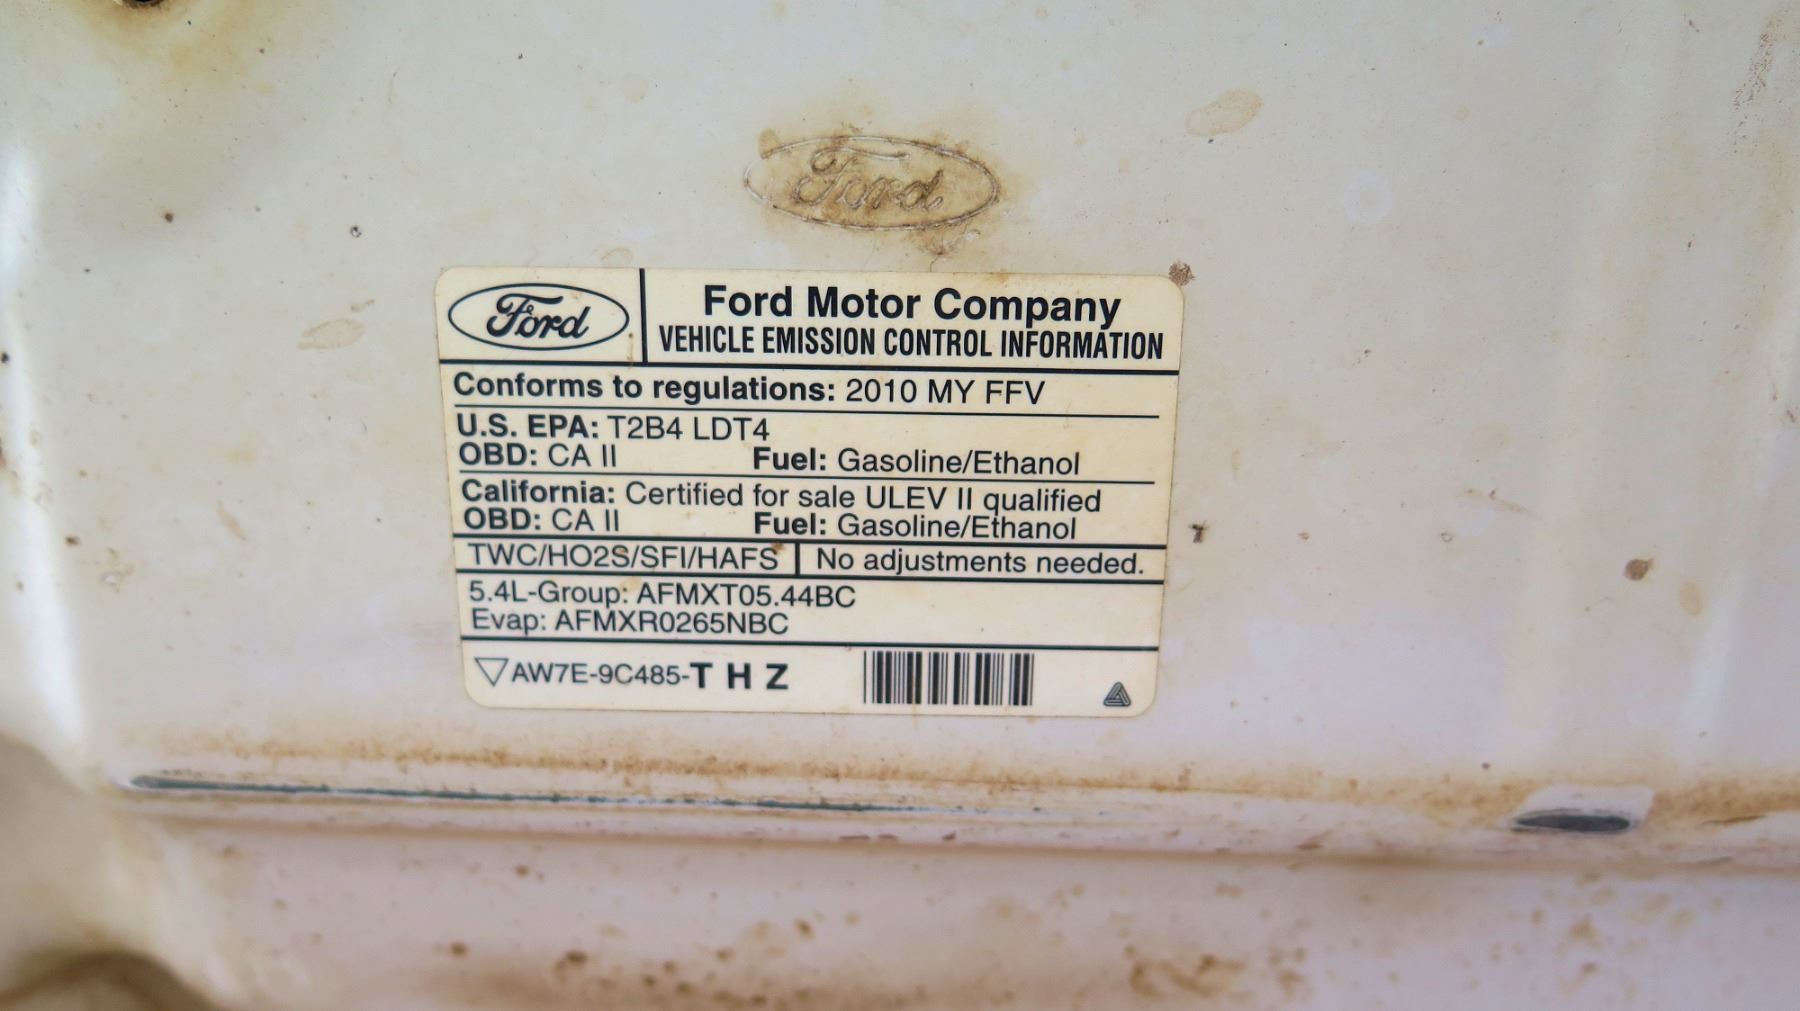 Ford
Ford
Ford Motor Company
VEHICLE EMISSION CONTROL INFORMATION
Conforms to regulations: 2010 MY FFV
U.S. EPA: T2B4 LDT4
OBD: CA II Fuel: Gasoline/Ethanol
California: Certified for sale ULEV II qualified
OBD: CA II Fuel: Gasoline/Ethanol
TWC/HO2S/SFI/HAFS No adjustments needed.
5.4L-Group: AFMXT05.44BC
Evap: AFMXR0265NBC
AW7E-9C485-T H Z